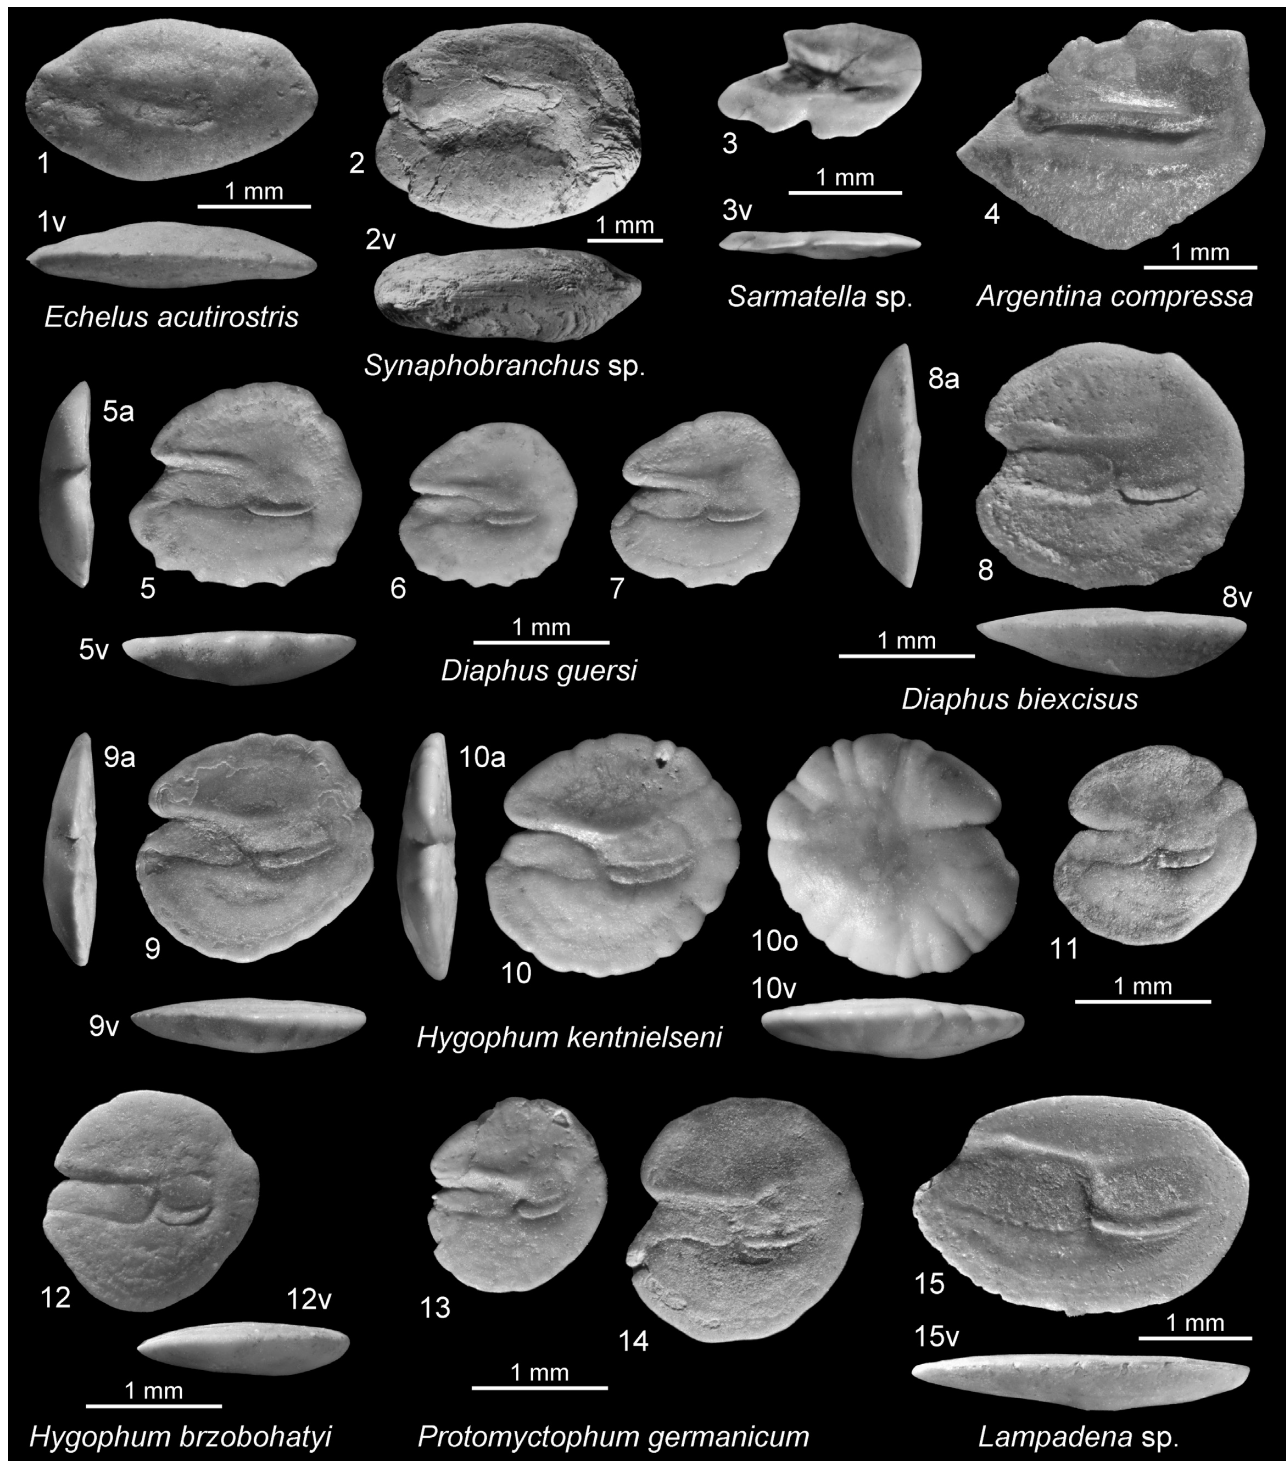 1
1 mm
1v
Echelus acutirostris
2
1 mm
2v
Synaphobranchus sp.
3
1 mm
3v
Sarmatella sp.
4
1 mm
Argentina compressa
5a
5
5v
6
7
1 mm
Diaphus guersi
8a
8
8v
1 mm
Diaphus biexcisus
9a
9
9v
10a
10
10o
10v
11
1 mm
Hygophum kentnielseni
12
12v
1 mm
Hygophum brzobohatyi
13
14
1 mm
Protomyctophum germanicum
15
1 mm
15v
Lampadena sp.